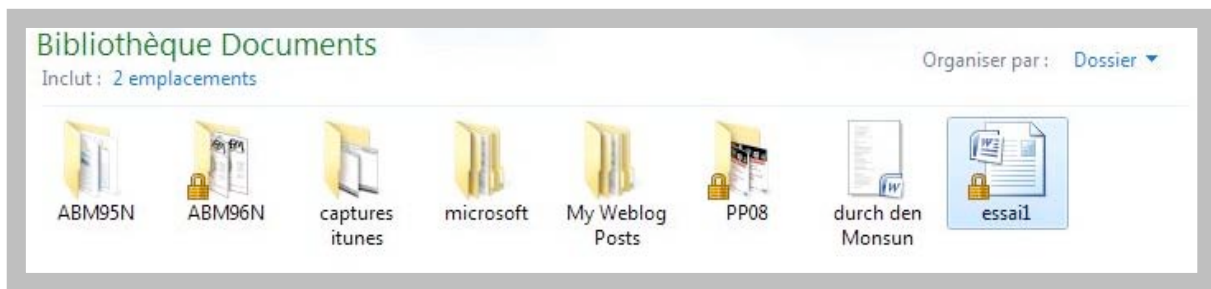 Bibliothèque Documents
Inclut : 2 emplacements
Organiser par : Dossier
ABM95N
ABM96N
captures
itunes
microsoft
My Weblog
Posts
PP08
durch den
Monsun
essai1